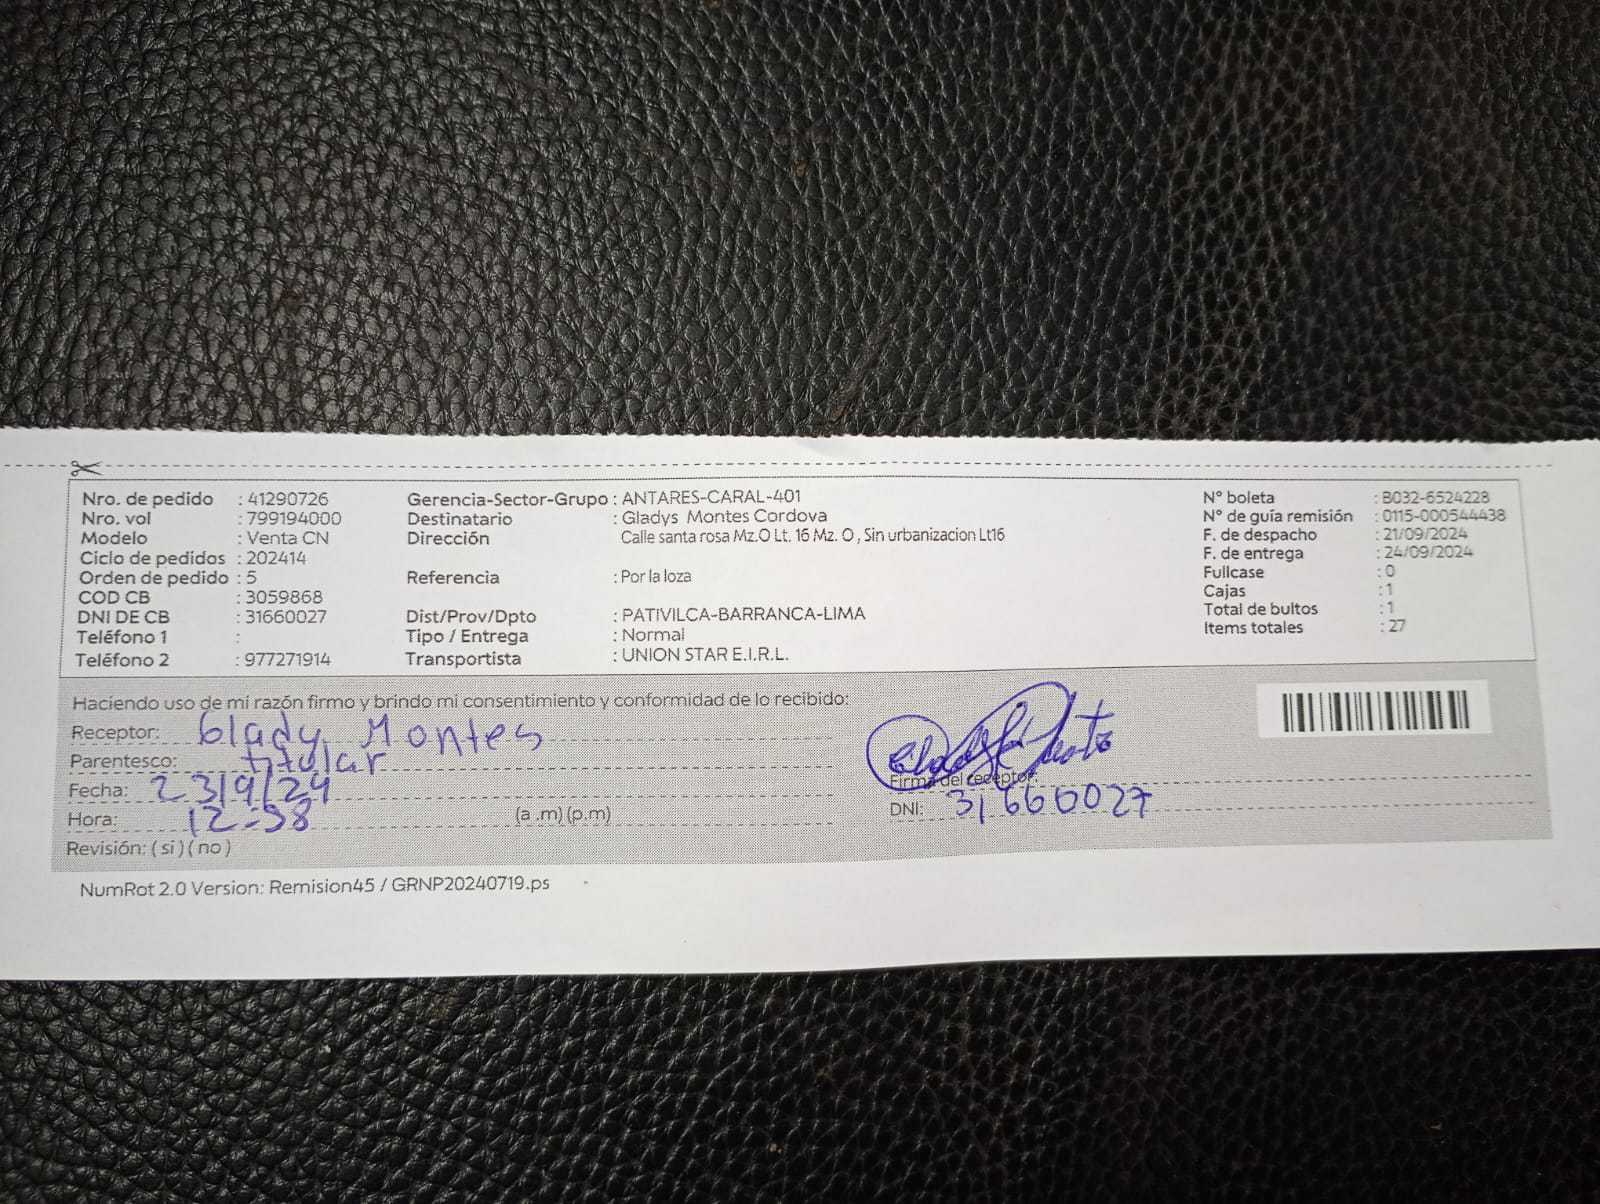 Nro. de pedido : 41290726
Nro. vol : 799194000
Modelo : Venta CN
Ciclo de pedidos : 202414
Orden de pedido : 5
COD CB : 3059868
DNI DE CB : 31660027
Teléfono 1 :
Teléfono 2 : 977271914
Gerencia-Sector-Grupo : ANTARES-CARAL-401
Destinatario : Gladys Montes Cordova
Dirección : Calle santa rosa Mz.O Lt. 16 Mz. O , Sin urbanizacion Lt16
Referencia : Por la loza
Dist/Prov/Dpto : PATIVILCA-BARRANCA-LIMA
Tipo / Entrega : Normal
Transportista : UNION STAR E.I.R.L.
N° boleta : B032-6524228
N° de guía remisión : 0115-000544438
F. de despacho : 21/09/2024
F. de entrega : 24/09/2024
Fullcase : 0
Cajas : 1
Total de bultos : 1
Items totales : 27
Haciendo uso de mi razón firmo y brindo mi consentimiento y conformidad de lo recibido:
Receptor: Glady Montes
Parentesco: titular
Fecha: 23/9/24
Hora: 12-38 (a .m) (p.m)
Revisión: ( si ) ( no )
Firma del receptor:
DNI: 31660027
NumRot 2.0 Version: Remision45 / GRNP20240719.ps